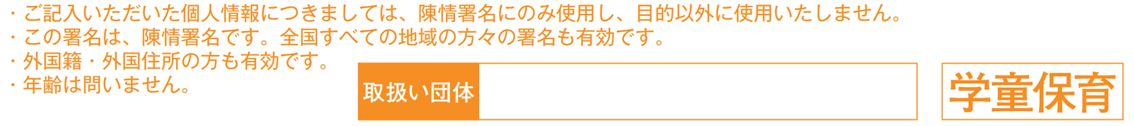 ・ご記入いただいた個人情報につきましては、陳情署名にのみ使用し、目的以外に使用いたしません。
・この署名は、陳情署名です。全国すべての地域の方々の署名も有効です。
・外国籍・外国住所の方も有効です。
・年齢は問いません。
取扱い団体
学童保育